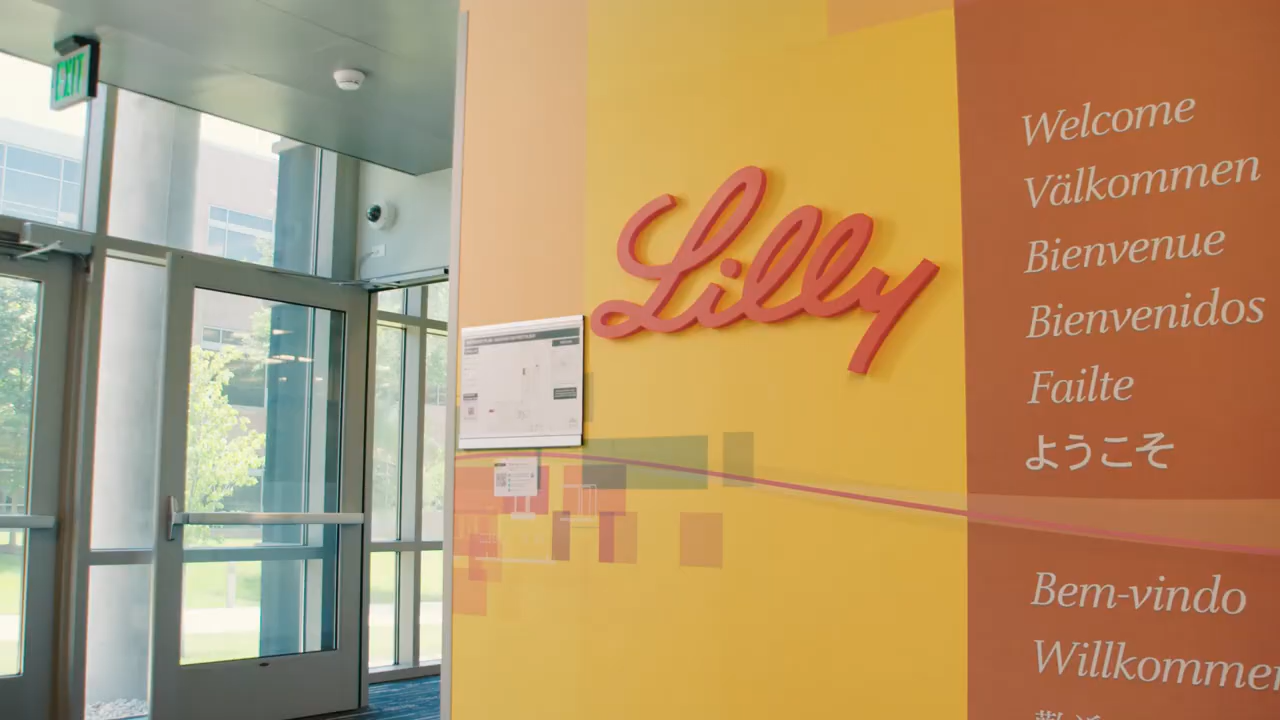 EXIT
Lilly
Welcome
Välkommen
Bienvenue
Bienvenidos
Failte
ようこそ
Bem-vindo
Willkommen